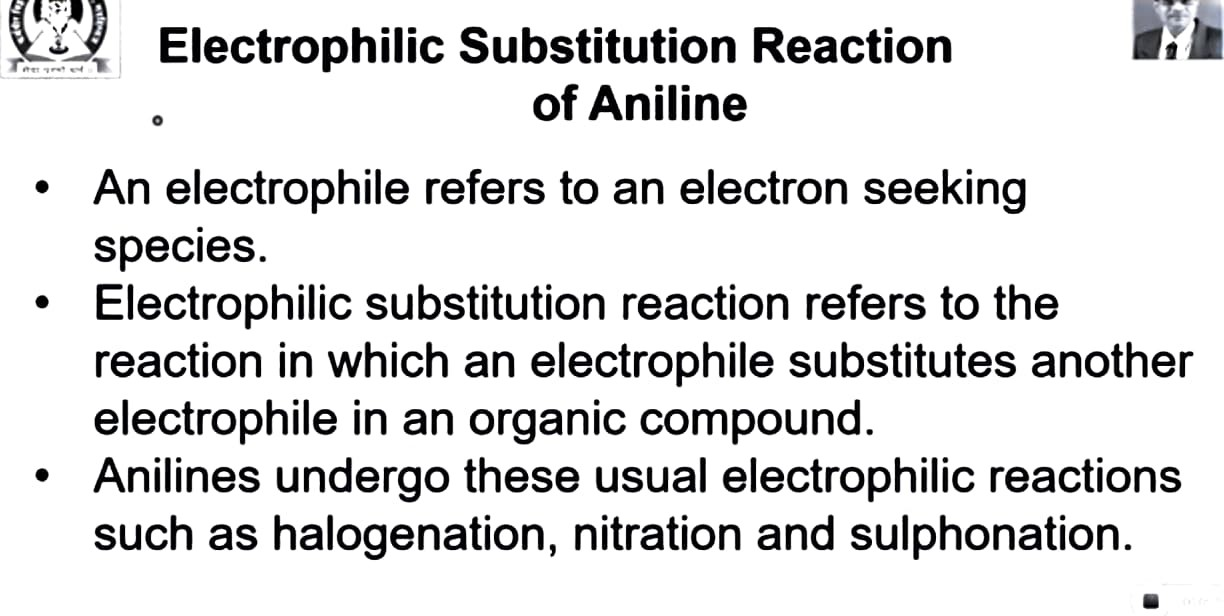 Electrophilic Substitution Reaction
of Aniline
• An electrophile refers to an electron seeking
species.
• Electrophilic substitution reaction refers to the
reaction in which an electrophile substitutes another
electrophile in an organic compound.
• Anilines undergo these usual electrophilic reactions
such as halogenation, nitration and sulphonation.